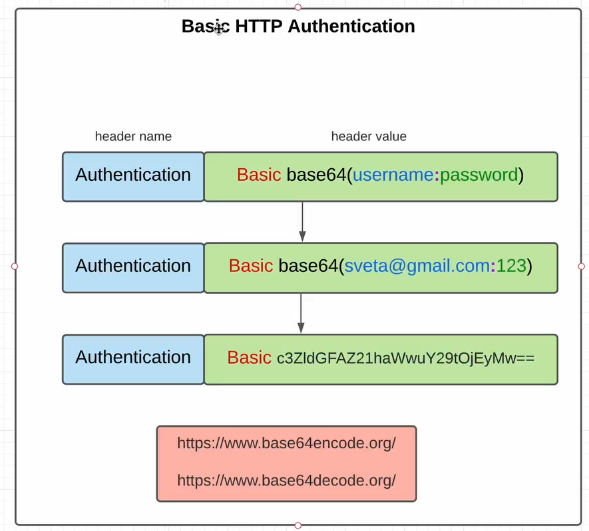 Basic HTTP Authentication
header name header value
Authentication Basic base64(username:password)
Authentication Basic base64(sveta@gmail.com:123)
Authentication Basic c3ZldGFAZ21haWwuY29tOjEyMw==
https://www.base64encode.org/
https://www.base64decode.org/